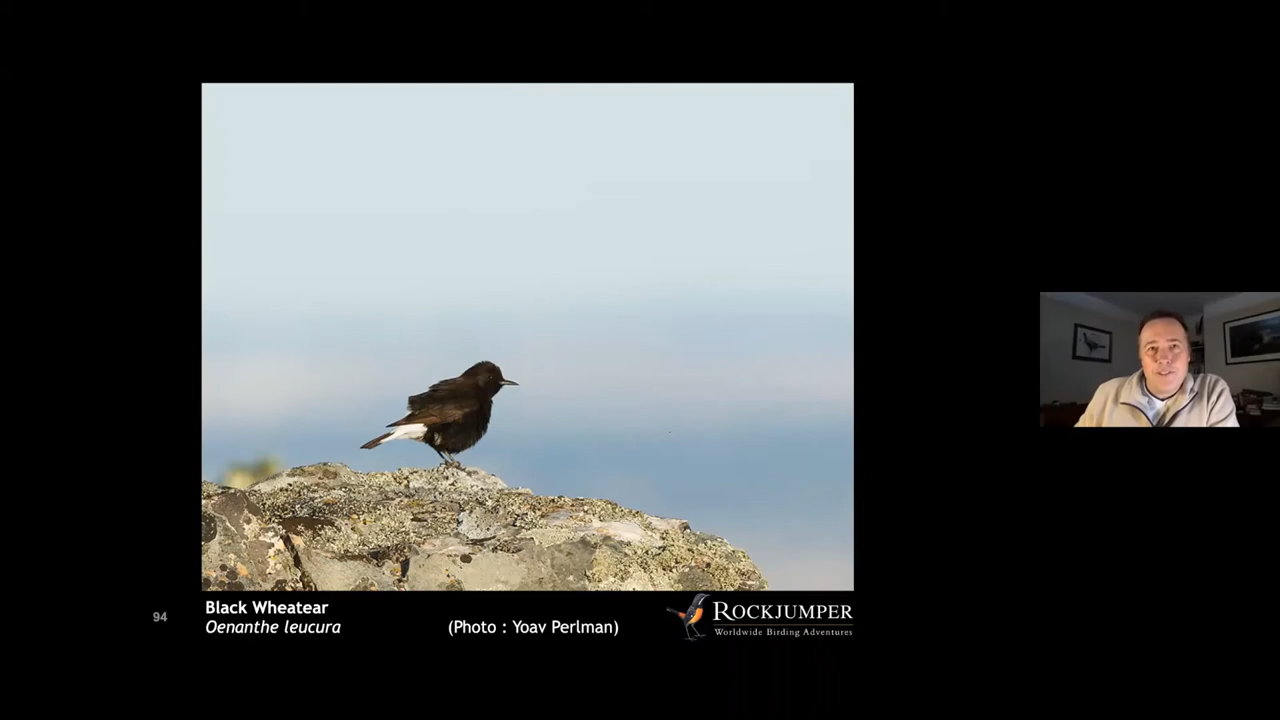 94
Black Wheatear
Oenanthe leucura
(Photo : Yoav Perlman)
ROCKJUMPER
Worldwide Birding Adventures